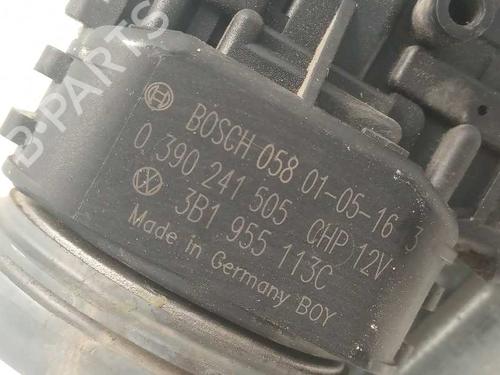 BOSCH 058 01-05-16 3
0 390 241 505 CHP 12V
3B1 955 113C
Made in Germany BOY